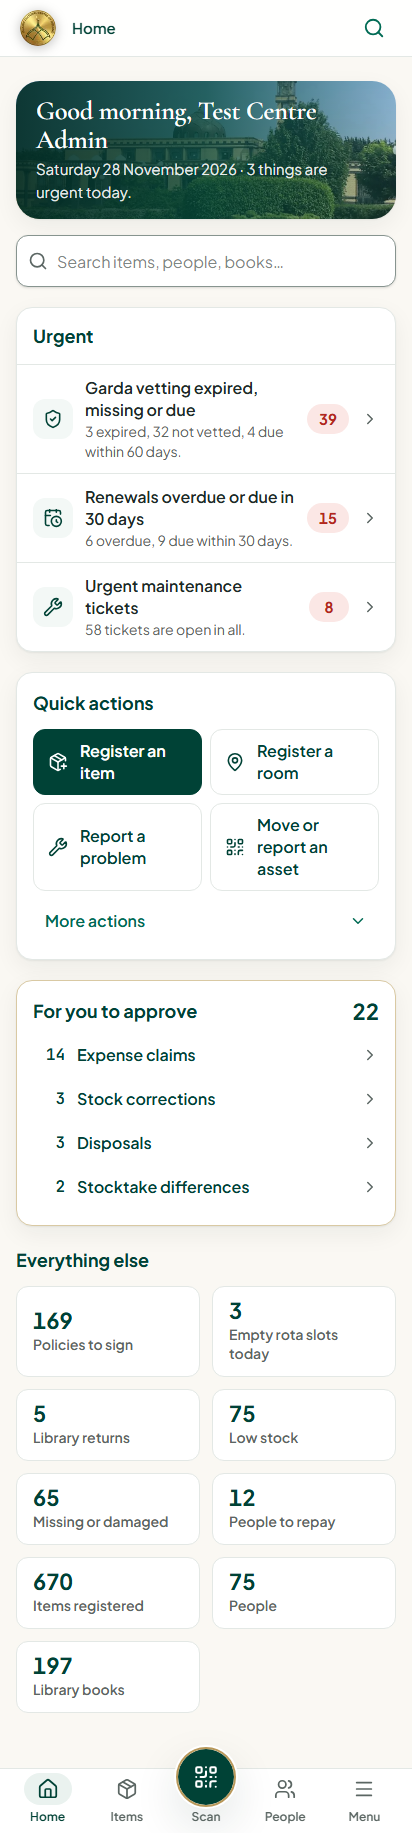 Home
Good morning, Test Centre
Admin
Saturday 28 November 2026 · 3 things are
urgent today.
Search items, people, books…
Urgent
Garda vetting expired,
missing or due
3 expired, 32 not vetted, 4 due
within 60 days.
39
Renewals overdue or due in
30 days
6 overdue, 9 due within 30 days.
15
Urgent maintenance
tickets
58 tickets are open in all.
8
Quick actions
Register an
item
Register a
room
Report a
problem
Move or
report an
asset
More actions
For you to approve
22
14 Expense claims
3 Stock corrections
3 Disposals
2 Stocktake differences
Everything else
169
Policies to sign
3
Empty rota slots
today
5
Library returns
75
Low stock
65
Missing or damaged
12
People to repay
670
Items registered
75
People
197
Library books
Home
Items
Scan
People
Menu